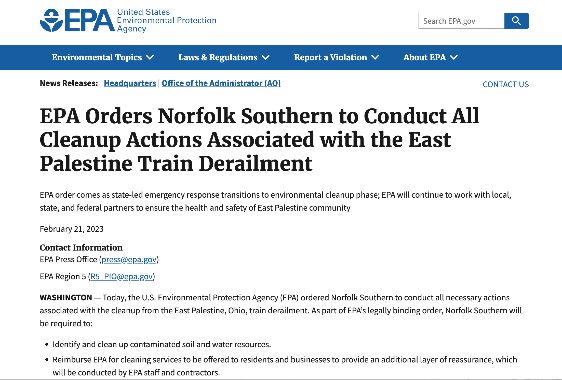 EPA United States
Environmental Protection
Agency
Search EPA.gov
Environmental Topics Laws & Regulations Report a Violation About EPA
News Releases: Headquarters | Office of the Administrator (AO)
CONTACT US
EPA Orders Norfolk Southern to Conduct All
Cleanup Actions Associated with the East
Palestine Train Derailment
EPA order comes as state-led emergency response transitions to environmental cleanup phase; EPA will continue to work with local,
state, and federal partners to ensure the health and safety of East Palestine community
February 21, 2023
Contact Information
EPA Press Office (press@epa.gov)
EPA Region 5 (R5_PIO@epa.gov)
WASHINGTON — Today, the U.S. Environmental Protection Agency (EPA) ordered Norfolk Southern to conduct all necessary actions
associated with the cleanup from the East Palestine, Ohio, train derailment. As part of EPA's legally binding order, Norfolk Southern will
be required to:
• Identify and clean up contaminated soil and water resources.
• Reimburse EPA for cleaning services to be offered to residents and businesses to provide an additional layer of reassurance, which
will be conducted by EPA staff and contractors.